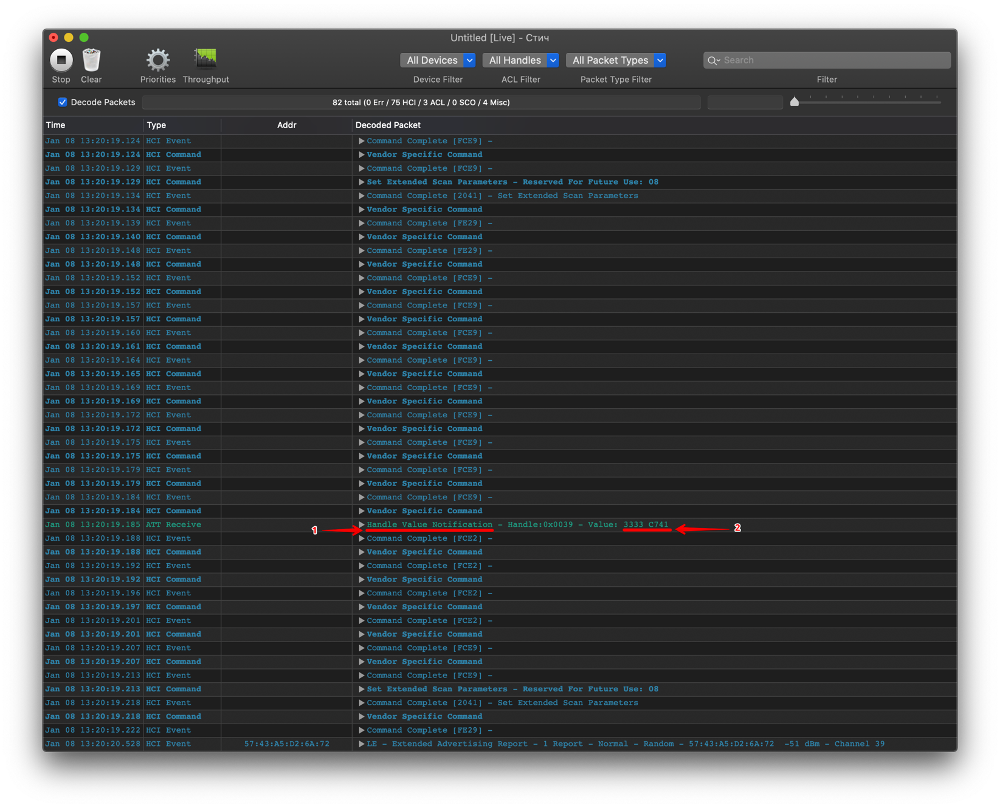 Untitled [Live] - Стич
Stop
Clear
Priorities
Throughput
All Devices
All Handles
All Packet Types
Search
Device Filter
ACL Filter
Packet Type Filter
Filter
Decode Packets
82 total (0 Err / 75 HCI / 3 ACL / 0 SCO / 4 Misc)
Time Type Addr Decoded Packet
Jan 08 13:20:19.124 HCI Event Command Complete [FCE9] -
Jan 08 13:20:19.124 HCI Command Vendor Specific Command
Jan 08 13:20:19.129 HCI Event Command Complete [FCE9] -
Jan 08 13:20:19.129 HCI Command Set Extended Scan Parameters - Reserved For Future Use: 08
Jan 08 13:20:19.134 HCI Event Command Complete [2041] - Set Extended Scan Parameters
Jan 08 13:20:19.134 HCI Command Vendor Specific Command
Jan 08 13:20:19.139 HCI Event Command Complete [FE29] -
Jan 08 13:20:19.140 HCI Command Vendor Specific Command
Jan 08 13:20:19.148 HCI Event Command Complete [FE29] -
Jan 08 13:20:19.148 HCI Command Vendor Specific Command
Jan 08 13:20:19.152 HCI Event Command Complete [FCE9] -
Jan 08 13:20:19.152 HCI Command Vendor Specific Command
Jan 08 13:20:19.157 HCI Event Command Complete [FCE9] -
Jan 08 13:20:19.157 HCI Command Vendor Specific Command
Jan 08 13:20:19.160 HCI Event Command Complete [FCE9] -
Jan 08 13:20:19.161 HCI Command Vendor Specific Command
Jan 08 13:20:19.164 HCI Event Command Complete [FCE9] -
Jan 08 13:20:19.165 HCI Command Vendor Specific Command
Jan 08 13:20:19.169 HCI Event Command Complete [FCE9] -
Jan 08 13:20:19.169 HCI Command Vendor Specific Command
Jan 08 13:20:19.172 HCI Event Command Complete [FCE9] -
Jan 08 13:20:19.172 HCI Command Vendor Specific Command
Jan 08 13:20:19.175 HCI Event Command Complete [FCE9] -
Jan 08 13:20:19.175 HCI Command Vendor Specific Command
Jan 08 13:20:19.179 HCI Event Command Complete [FCE9] -
Jan 08 13:20:19.179 HCI Command Vendor Specific Command
Jan 08 13:20:19.184 HCI Event Command Complete [FCE9] -
Jan 08 13:20:19.184 HCI Command Vendor Specific Command
Jan 08 13:20:19.185 ATT Receive Handle Value Notification - Handle:0x0039 - Value: 3333 C741
1
2
Jan 08 13:20:19.188 HCI Event Command Complete [FCE2] -
Jan 08 13:20:19.188 HCI Command Vendor Specific Command
Jan 08 13:20:19.192 HCI Event Command Complete [FCE2] -
Jan 08 13:20:19.192 HCI Command Vendor Specific Command
Jan 08 13:20:19.196 HCI Event Command Complete [FCE2] -
Jan 08 13:20:19.197 HCI Command Vendor Specific Command
Jan 08 13:20:19.201 HCI Event Command Complete [FCE2] -
Jan 08 13:20:19.201 HCI Command Vendor Specific Command
Jan 08 13:20:19.207 HCI Event Command Complete [FCE9] -
Jan 08 13:20:19.207 HCI Command Vendor Specific Command
Jan 08 13:20:19.213 HCI Event Command Complete [FCE9] -
Jan 08 13:20:19.213 HCI Command Set Extended Scan Parameters - Reserved For Future Use: 08
Jan 08 13:20:19.218 HCI Event Command Complete [2041] - Set Extended Scan Parameters
Jan 08 13:20:19.218 HCI Command Vendor Specific Command
Jan 08 13:20:19.222 HCI Event Command Complete [FE29] -
Jan 08 13:20:20.528 HCI Event 57:43:A5:D2:6A:72 LE - Extended Advertising Report - 1 Report - Normal - Random - 57:43:A5:D2:6A:72 -51 dBm - Channel 39